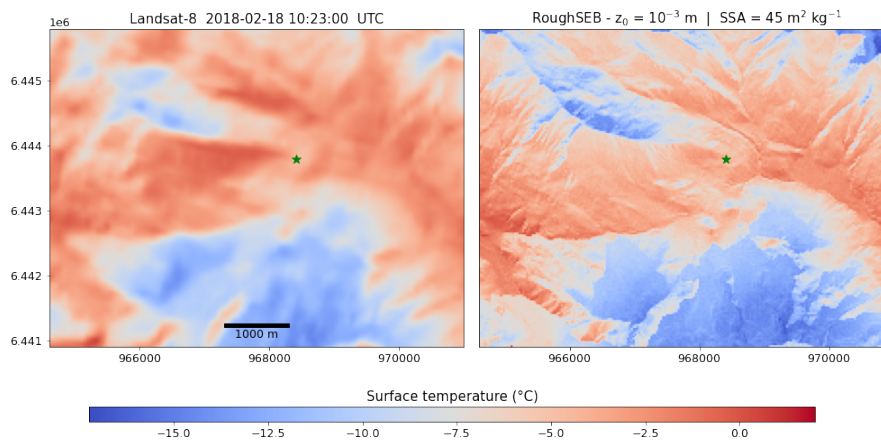 Landsat-8 2018-02-18 10:23:00 UTC
RoughSEB - z₀ = 10⁻³ m | SSA = 45 m² kg⁻¹
1e6
6.445
6.444
6.443
6.442
6.441
1000 m
966000 968000 970000
966000 968000 970000
Surface temperature (°C)
−15.0 −12.5 −10.0 −7.5 −5.0 −2.5 0.0